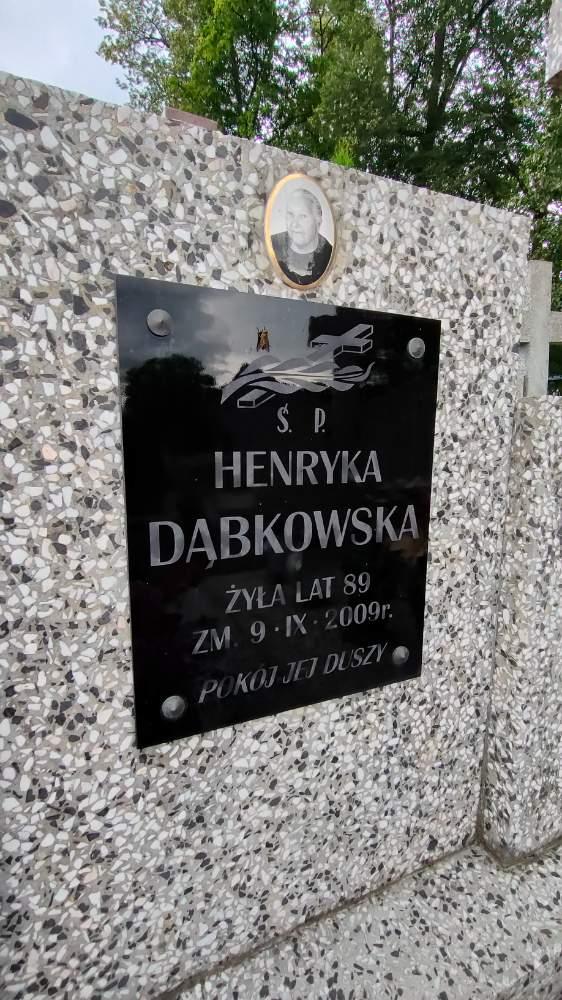 Ś. P.
HENRYKA
DĄBKOWSKA
ŻYŁA LAT 89
ZM. 9·IX·2009r.
POKÓJ JEJ DUSZY